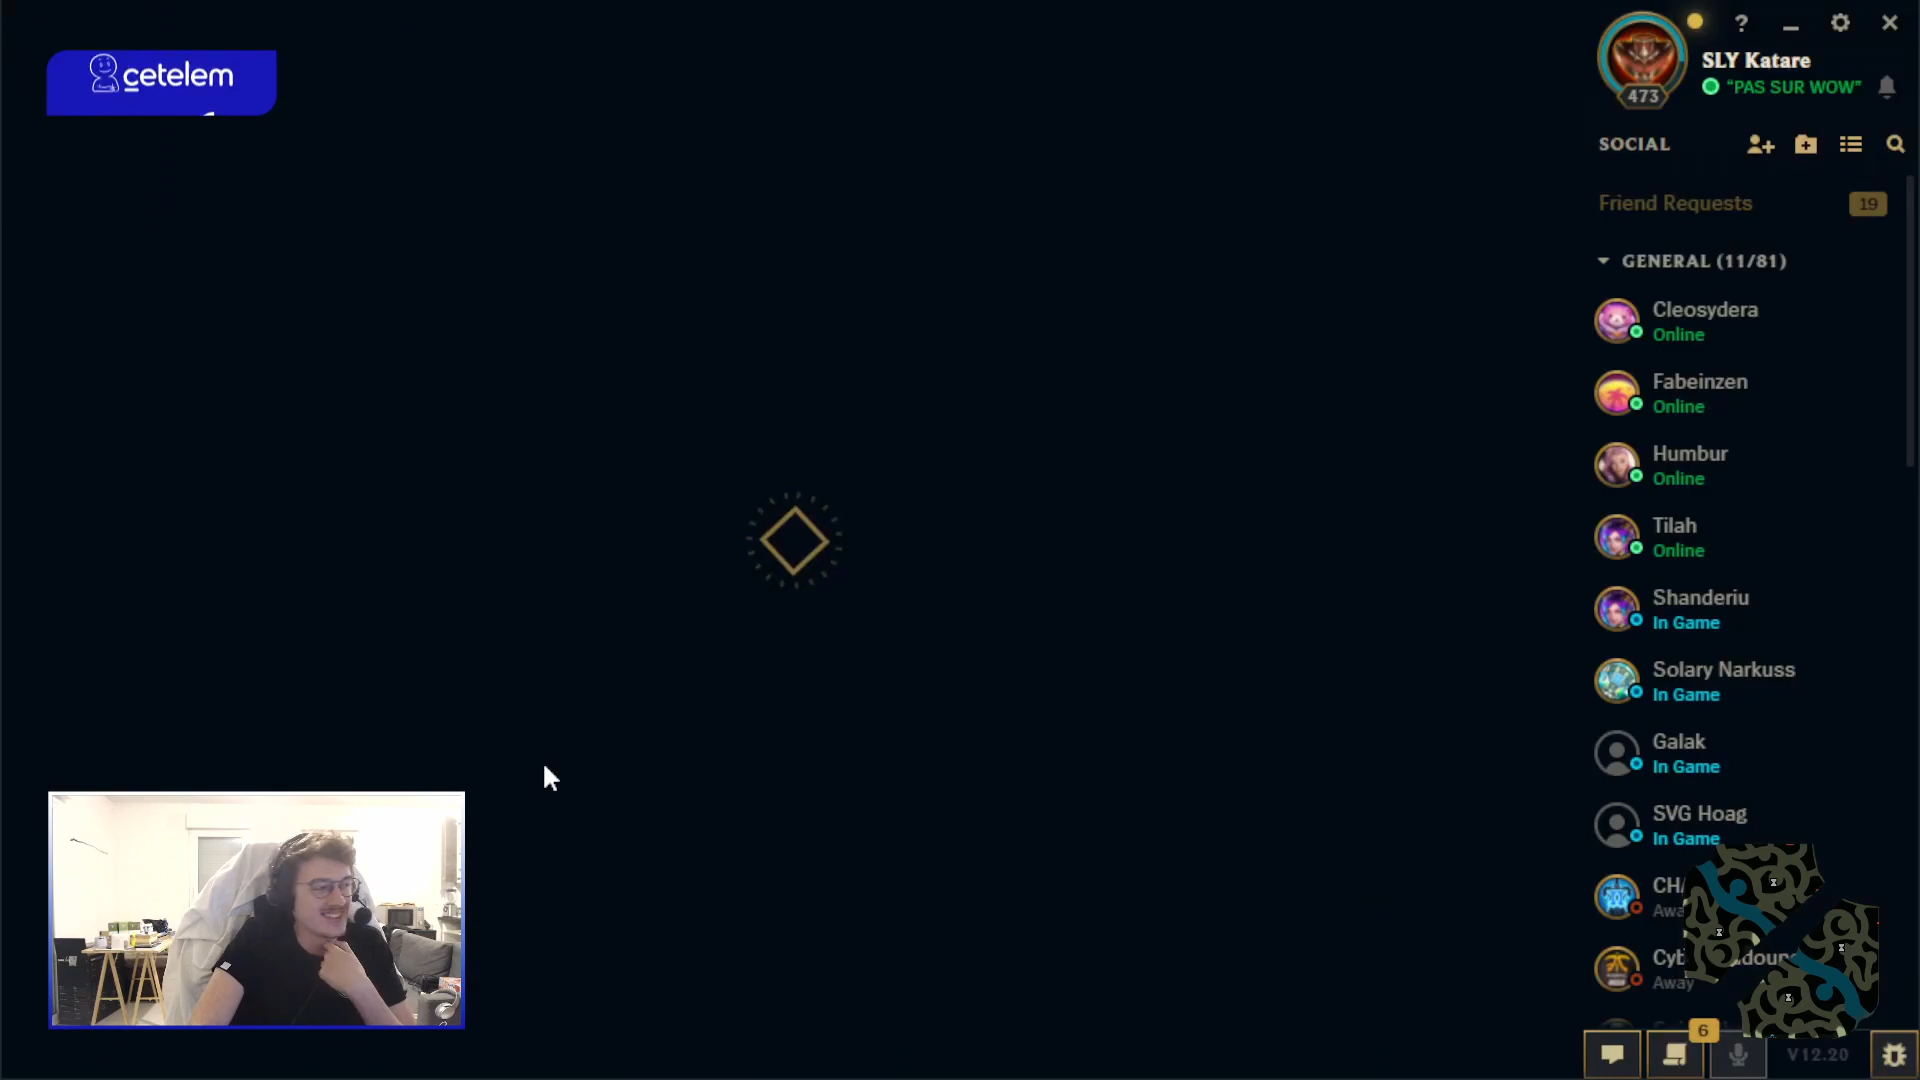 cetelem
?
473
SLY Katare
"PAS SUR WOW"
SOCIAL
Friend Requests
19
GENERAL (11/81)
Cleosydera
Online
Fabeinzen
Online
Humbur
Online
Tilah
Online
Shanderiu
In Game
Solary Narkuss
In Game
Galak
In Game
SVG Hoag
In Game
Away
6
V12.20